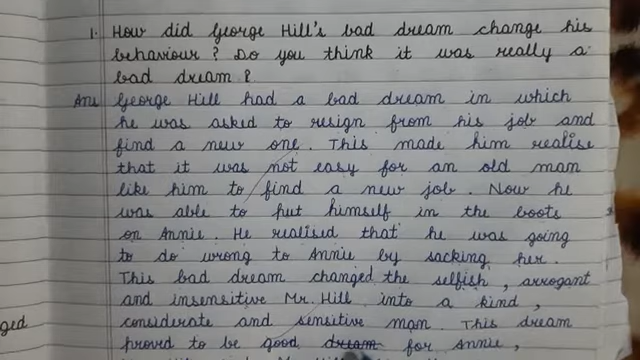 1. How did George Hill's bad dream change his
behaviour? Do you think it was really a
bad dream?
Ans George Hill had a bad dream in which
he was asked to resign from his job and
find a new one. This made him realise
that it was not easy for an old man
like him to find a new job. Now he
was able to put himself in the boots
on Annie. He realised that he was going
to do wrong to Annie by sacking her.
This bad dream changed the selfish, arrogant
and insensitive Mr. Hill into a kind,
considerate and sensitive man. This dream
ged
proved to be good dream for Annie,